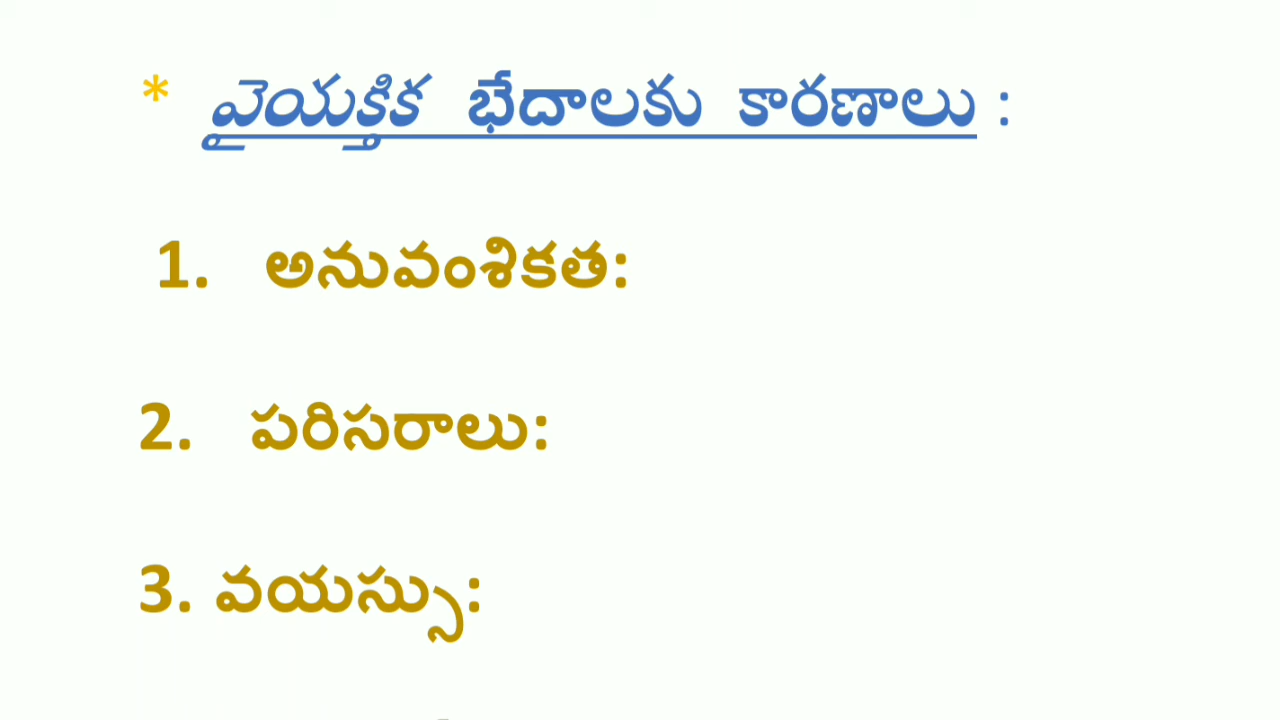 * వైయక్తిక భేదాలకు కారణాలు :
1. అనువంశికత:
2. పరిసరాలు:
3. వయస్సు: